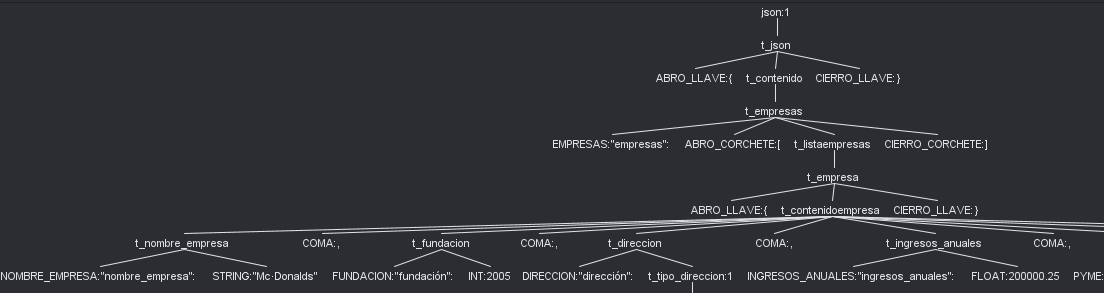 json:1
t_json
ABRO_LLAVE:{ t_contenido CIERRO_LLAVE:}
t_empresas
EMPRESAS:"empresas": ABRO_CORCHETE:[ t_listaempresas CIERRO_CORCHETE:]
t_empresa
ABRO_LLAVE:{ t_contenidoempresa CIERRO_LLAVE:}
t_nombre_empresa COMA:, t_fundacion COMA:, t_direccion COMA:, t_ingresos_anuales COMA:,
NOMBRE_EMPRESA:"nombre_empresa": STRING:"Mc·Donalds" FUNDACION:"fundación": INT:2005 DIRECCION:"dirección": t_tipo_direccion:1 INGRESOS_ANUALES:"ingresos_anuales": FLOAT:200000.25 PYME: